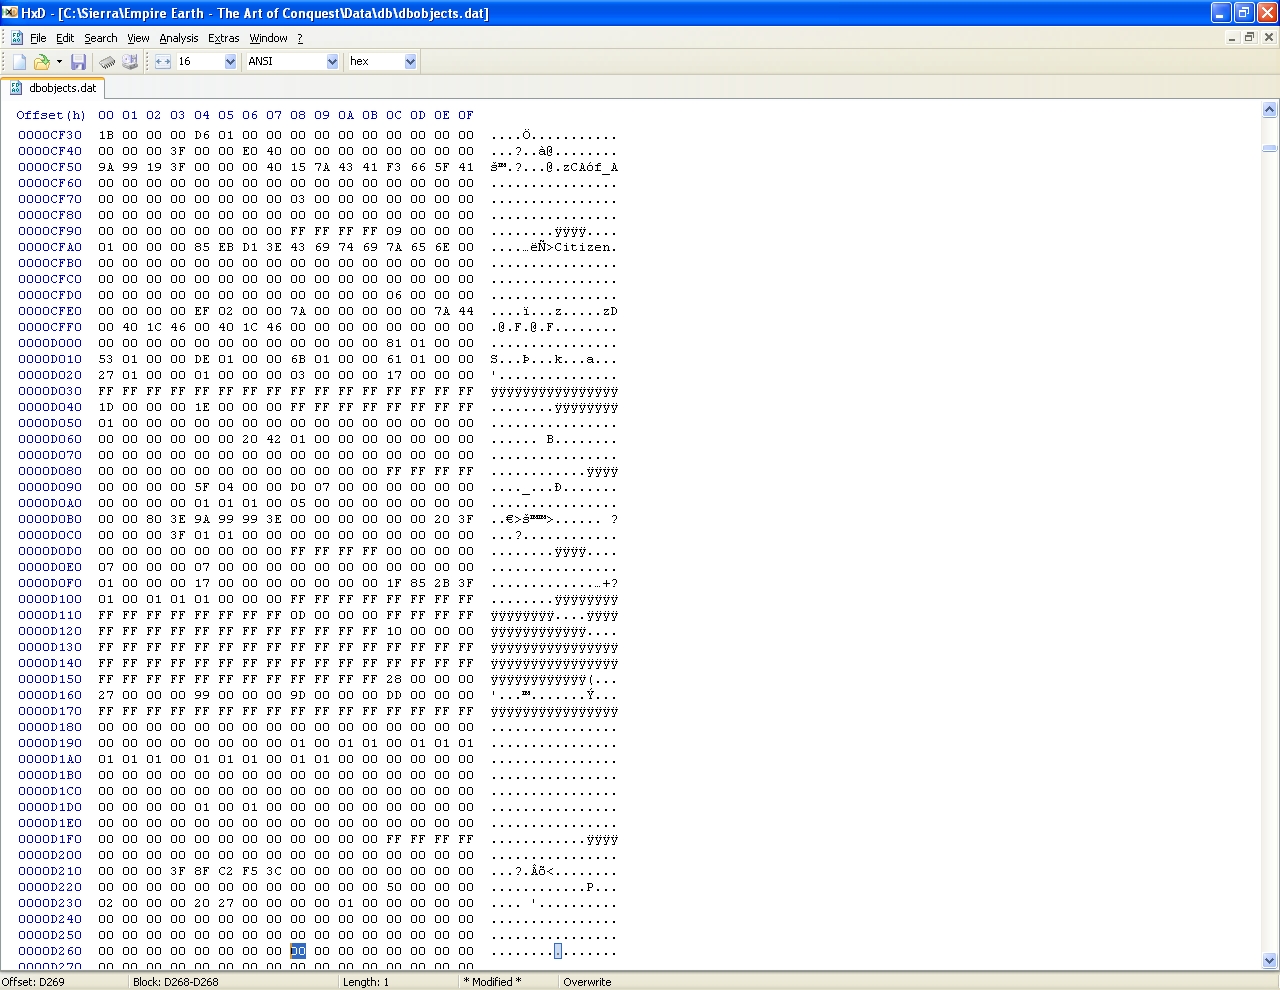 HxD - [C:\Sierra\Empire Earth - The Art of Conquest\Data\db\dbobjects.dat]
File Edit Search View Analysis Extras Window ?
16 ANSI hex
dbobjects.dat
Offset(h) 00 01 02 03 04 05 06 07 08 09 0A 0B 0C 0D 0E 0F
0000CF30 1B 00 00 00 D6 01 00 00 00 00 00 00 00 00 00 00 ....Ö...........
0000CF40 00 00 00 3F 00 00 E0 40 00 00 00 00 00 00 00 00 ...?..à@........
0000CF50 9A 99 19 3F 00 00 00 40 15 7A 43 41 F3 66 5F 41 š™.?...@.zCAóf_A
0000CF60 00 00 00 00 00 00 00 00 00 00 00 00 00 00 00 00 ................
0000CF70 00 00 00 00 00 00 00 00 03 00 00 00 00 00 00 00 ................
0000CF80 00 00 00 00 00 00 00 00 00 00 00 00 00 00 00 00 ................
0000CF90 00 00 00 00 00 00 00 00 FF FF FF FF 09 00 00 00 ........ÿÿÿÿ....
0000CFA0 01 00 00 00 85 EB D1 3E 43 69 74 69 7A 65 6E 00 ....…ëÑ>Citizen.
0000CFB0 00 00 00 00 00 00 00 00 00 00 00 00 00 00 00 00 ................
0000CFC0 00 00 00 00 00 00 00 00 00 00 00 00 00 00 00 00 ................
0000CFD0 00 00 00 00 00 00 00 00 00 00 00 00 06 00 00 00 ................
0000CFE0 00 00 00 00 EF 02 00 00 7A 00 00 00 00 00 7A 44 ....ï...z.....zD
0000CFF0 00 40 1C 46 00 40 1C 46 00 00 00 00 00 00 00 00 .@.F.@.F........
0000D000 00 00 00 00 00 00 00 00 00 00 00 00 81 01 00 00 ................
0000D010 53 01 00 00 DE 01 00 00 6B 01 00 00 61 01 00 00 S...Þ...k...a...
0000D020 27 01 00 00 01 00 00 00 03 00 00 00 17 00 00 00 '...............
0000D030 FF FF FF FF FF FF FF FF FF FF FF FF FF FF FF FF ÿÿÿÿÿÿÿÿÿÿÿÿÿÿÿÿ
0000D040 1D 00 00 00 1E 00 00 00 FF FF FF FF FF FF FF FF ........ÿÿÿÿÿÿÿÿ
0000D050 01 00 00 00 00 00 00 00 00 00 00 00 00 00 00 00 ................
0000D060 00 00 00 00 00 00 20 42 01 00 00 00 00 00 00 00 ...... B........
0000D070 00 00 00 00 00 00 00 00 00 00 00 00 00 00 00 00 ................
0000D080 00 00 00 00 00 00 00 00 00 00 00 00 FF FF FF FF ............ÿÿÿÿ
0000D090 00 00 00 00 5F 04 00 00 D0 07 00 00 00 00 00 00 ...._...Ð.......
0000D0A0 00 00 00 00 01 01 01 00 05 00 00 00 00 00 00 00 ................
0000D0B0 00 00 80 3E 9A 99 99 3E 00 00 00 00 00 00 20 3F ..€>š™™>...... ?
0000D0C0 00 00 00 3F 01 01 00 00 00 00 00 00 00 00 00 00 ...?............
0000D0D0 00 00 00 00 00 00 00 00 FF FF FF FF 00 00 00 00 ........ÿÿÿÿ....
0000D0E0 07 00 00 00 07 00 00 00 00 00 00 00 00 00 00 00 ................
0000D0F0 01 00 00 00 17 00 00 00 00 00 00 00 1F 85 2B 3F .............…+?
0000D100 01 00 01 01 01 00 00 00 FF FF FF FF FF FF FF FF ........ÿÿÿÿÿÿÿÿ
0000D110 FF FF FF FF FF FF FF FF 0D 00 00 00 FF FF FF FF ÿÿÿÿÿÿÿÿ....ÿÿÿÿ
0000D120 FF FF FF FF FF FF FF FF FF FF FF FF 10 00 00 00 ÿÿÿÿÿÿÿÿÿÿÿÿ....
0000D130 FF FF FF FF FF FF FF FF FF FF FF FF FF FF FF FF ÿÿÿÿÿÿÿÿÿÿÿÿÿÿÿÿ
0000D140 FF FF FF FF FF FF FF FF FF FF FF FF FF FF FF FF ÿÿÿÿÿÿÿÿÿÿÿÿÿÿÿÿ
0000D150 FF FF FF FF FF FF FF FF FF FF FF FF 28 00 00 00 ÿÿÿÿÿÿÿÿÿÿÿÿ(...
0000D160 27 00 00 00 99 00 00 00 9D 00 00 00 DD 00 00 00 '...™.......Ý...
0000D170 FF FF FF FF FF FF FF FF FF FF FF FF FF FF FF FF ÿÿÿÿÿÿÿÿÿÿÿÿÿÿÿÿ
0000D180 00 00 00 00 00 00 00 00 00 00 00 00 00 00 00 00 ................
0000D190 00 00 00 00 00 00 00 00 01 00 01 01 00 01 01 01 ................
0000D1A0 01 01 01 00 01 01 01 00 01 01 00 00 00 00 00 00 ................
0000D1B0 00 00 00 00 00 00 00 00 00 00 00 00 00 00 00 00 ................
0000D1C0 00 00 00 00 00 00 00 00 00 00 00 00 00 00 00 00 ................
0000D1D0 00 00 00 00 01 00 01 00 00 00 00 00 00 00 00 00 ................
0000D1E0 00 00 00 00 00 00 00 00 00 00 00 00 00 00 00 00 ................
0000D1F0 00 00 00 00 00 00 00 00 00 00 00 00 FF FF FF FF ............ÿÿÿÿ
0000D200 00 00 00 00 00 00 00 00 00 00 00 00 00 00 00 00 ................
0000D210 00 00 00 3F 8F C2 F5 3C 00 00 00 00 00 00 00 00 ...?.Âõ<........
0000D220 00 00 00 00 00 00 00 00 00 00 00 00 50 00 00 00 ............P...
0000D230 02 00 00 00 20 27 00 00 00 00 01 00 00 00 00 00 .... '..........
0000D240 00 00 00 00 00 00 00 00 00 00 00 00 00 00 00 00 ................
0000D250 00 00 00 00 00 00 00 00 00 00 00 00 00 00 00 00 ................
0000D260 00 00 00 00 00 00 00 00 00 00 00 00 00 00 00 00 ................
0000D270 00 00 00 00 00 00 00 00 00 00 00 00 00 00 00 00 ................
Offset: D269 Block: D268-D268 Length: 1 * Modified * Overwrite